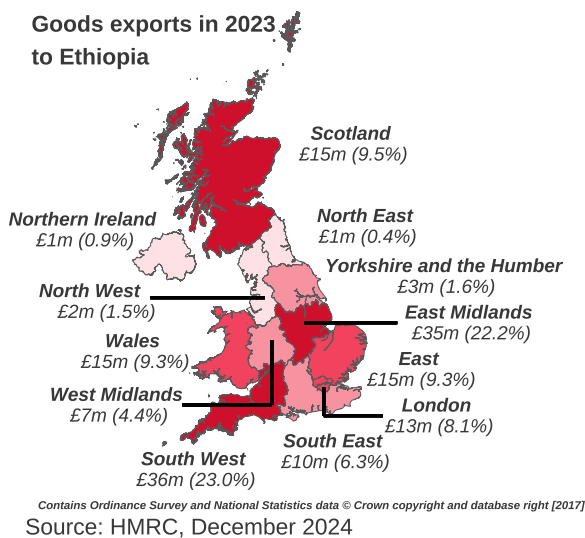 Goods exports in 2023
to Ethiopia
Scotland
£15m (9.5%)
Northern Ireland
£1m (0.9%)
North East
£1m (0.4%)
Yorkshire and the Humber
£3m (1.6%)
North West
£2m (1.5%)
East Midlands
£35m (22.2%)
Wales
£15m (9.3%)
East
£15m (9.3%)
West Midlands
£7m (4.4%)
London
£13m (8.1%)
South East
£10m (6.3%)
South West
£36m (23.0%)
Contains Ordinance Survey and National Statistics data © Crown copyright and database right [2017]
Source: HMRC, December 2024